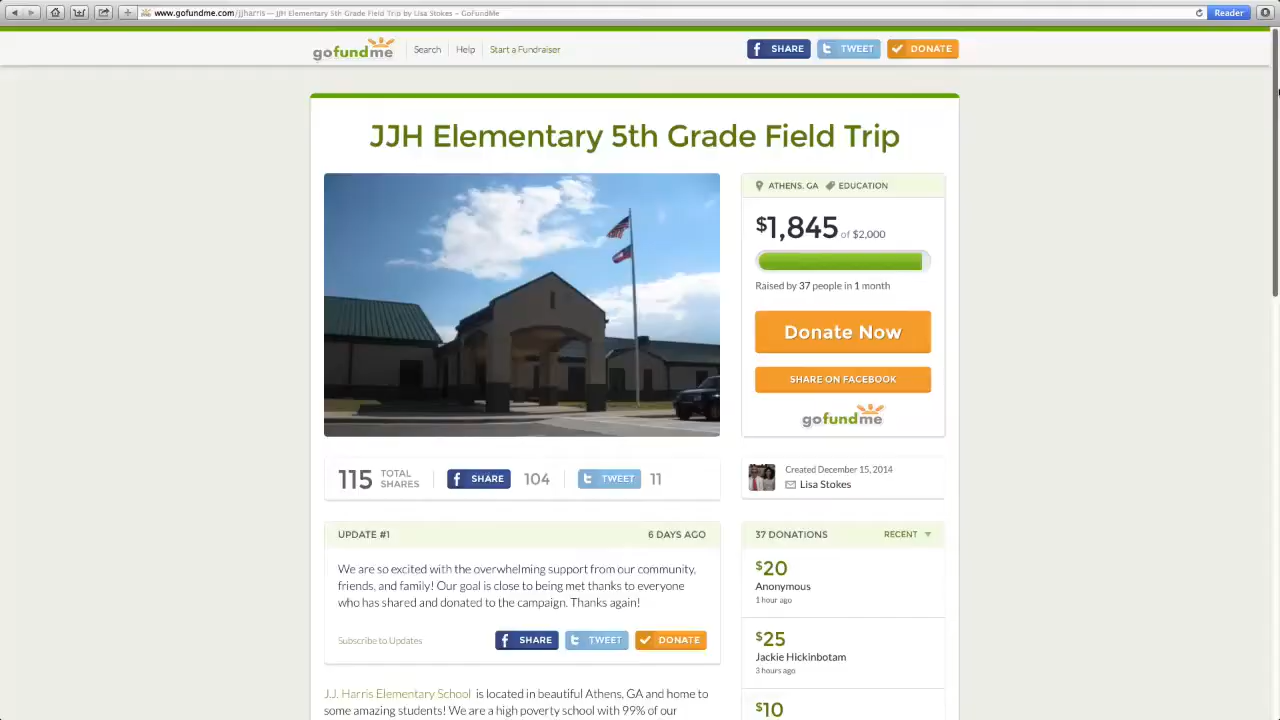 www.gofundme.com/jjharris — JJH Elementary 5th Grade Field Trip by Lisa Stokes – GoFundMe
Reader
gofundme
Search
Help
Start a Fundraiser
SHARE
TWEET
DONATE
JJH Elementary 5th Grade Field Trip
ATHENS, GA
EDUCATION
$1,845 of $2,000
Raised by 37 people in 1 month
Donate Now
SHARE ON FACEBOOK
gofundme
115 TOTAL SHARES
SHARE 104
TWEET 11
Created December 15, 2014
Lisa Stokes
UPDATE #1
6 DAYS AGO
We are so excited with the overwhelming support from our community,
friends, and family! Our goal is close to being met thanks to everyone
who has shared and donated to the campaign. Thanks again!
Subscribe to Updates
SHARE
TWEET
DONATE
J.J. Harris Elementary School is located in beautiful Athens, GA and home to
some amazing students! We are a high poverty school with 99% of our
37 DONATIONS
RECENT
$20
Anonymous
1 hour ago
$25
Jackie Hickinbotam
3 hours ago
$10